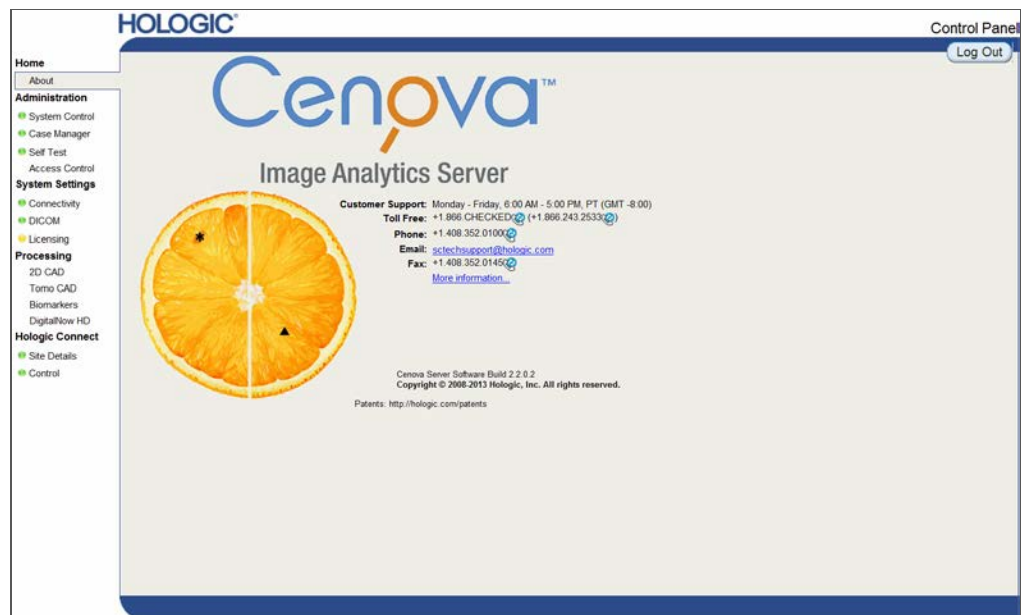 HOLOGIC®
Control Panel
Log Out
Home
About
Administration
System Control
Case Manager
Self Test
Access Control
System Settings
Connectivity
DICOM
Licensing
Processing
2D CAD
Tomo CAD
Biomarkers
DigitalNow HD
Hologic Connect
Site Details
Control
Cenova™
Image Analytics Server
Customer Support: Monday - Friday, 6:00 AM - 5:00 PM, PT (GMT -8:00)
Toll Free: +1.866.CHECKED (+1.866.243.2533)
Phone: +1.408.352.0100
Email: sctechsupport@hologic.com
Fax: +1.408.352.0145
More information...
Cenova Server Software Build 2.2.0.2
Copyright © 2008-2013 Hologic, Inc. All rights reserved.
Patents: http://hologic.com/patents